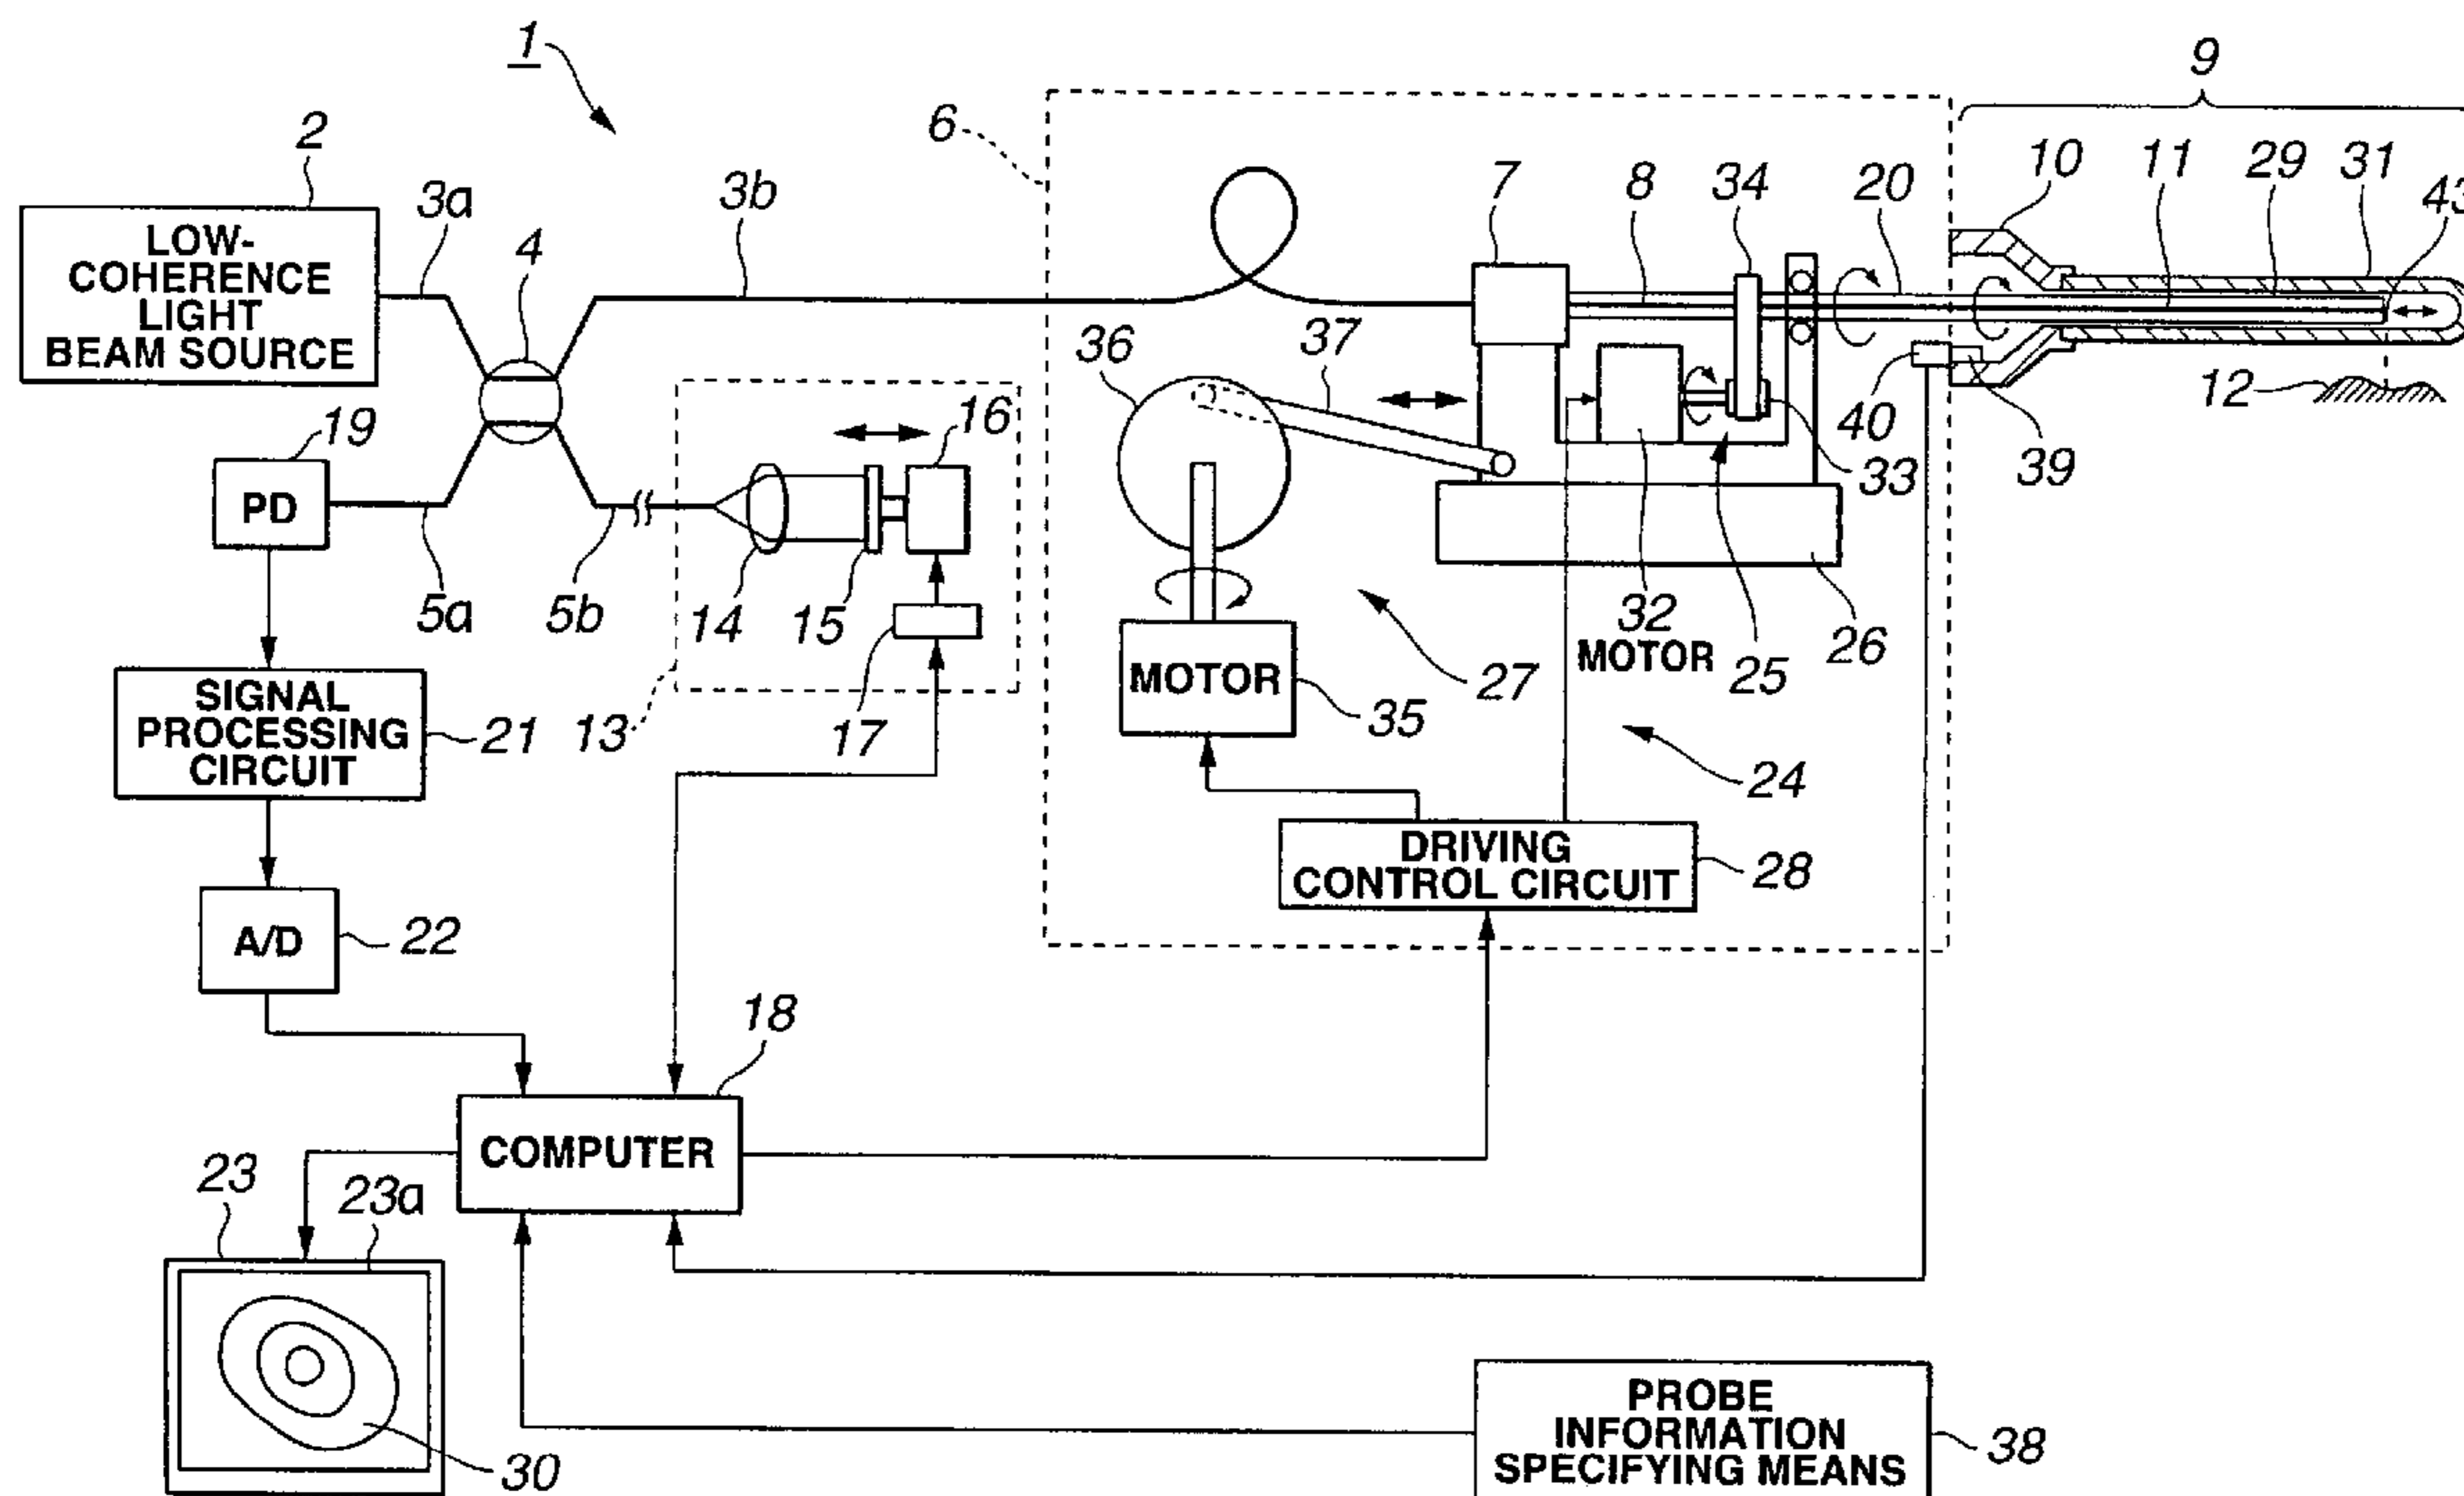 1
9
2
3a
4
3b
6
7
8
34
20
10
11
29
31
43
LOW-
COHERENCE
LIGHT
BEAM SOURCE
36
37
12
40
39
33
19
PD
16
5a
5b
14
15
17
13
32
MOTOR
25
26
27
MOTOR
35
24
SIGNAL
PROCESSING
CIRCUIT
21
DRIVING
CONTROL CIRCUIT
28
A/D
22
18
COMPUTER
23
23a
30
PROBE
INFORMATION
SPECIFYING MEANS
38